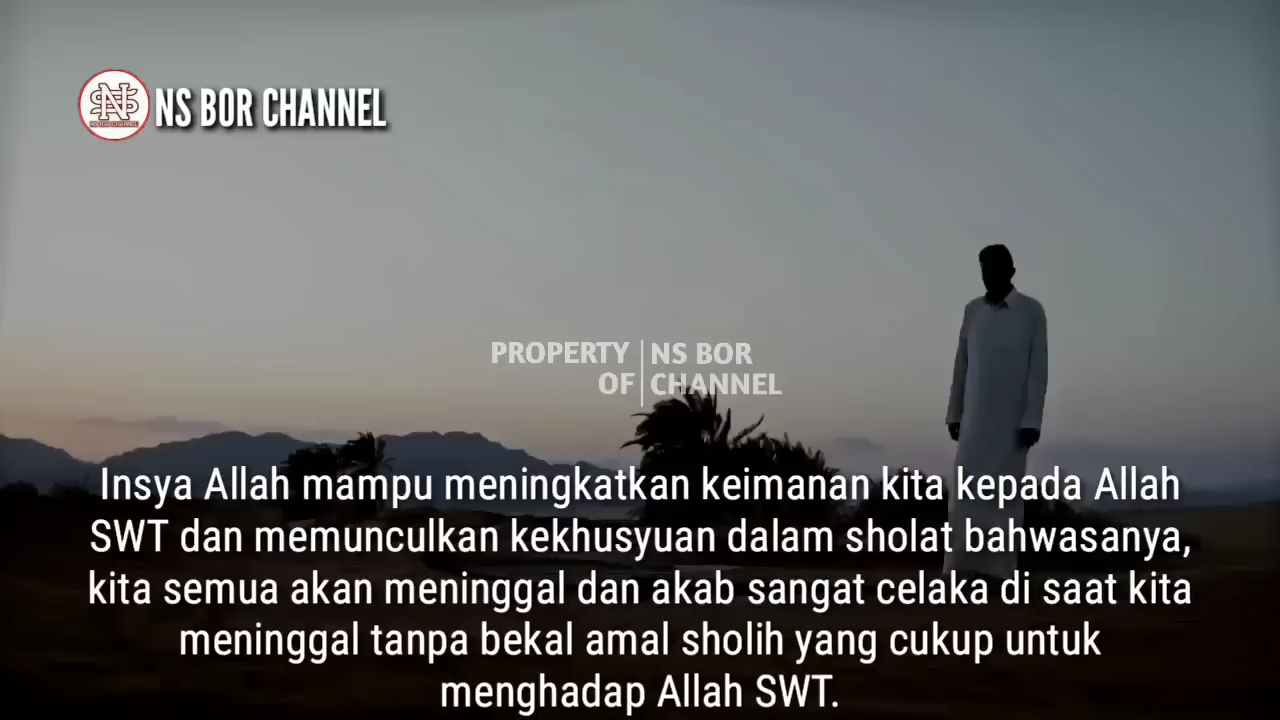 NS BOR CHANNEL
PROPERTY OF
NS BOR CHANNEL
Insya Allah mampu meningkatkan keimanan kita kepada Allah
SWT dan memunculkan kekhusyuan dalam sholat bahwasanya,
kita semua akan meninggal dan akab sangat celaka di saat kita
meninggal tanpa bekal amal sholih yang cukup untuk
menghadap Allah SWT.